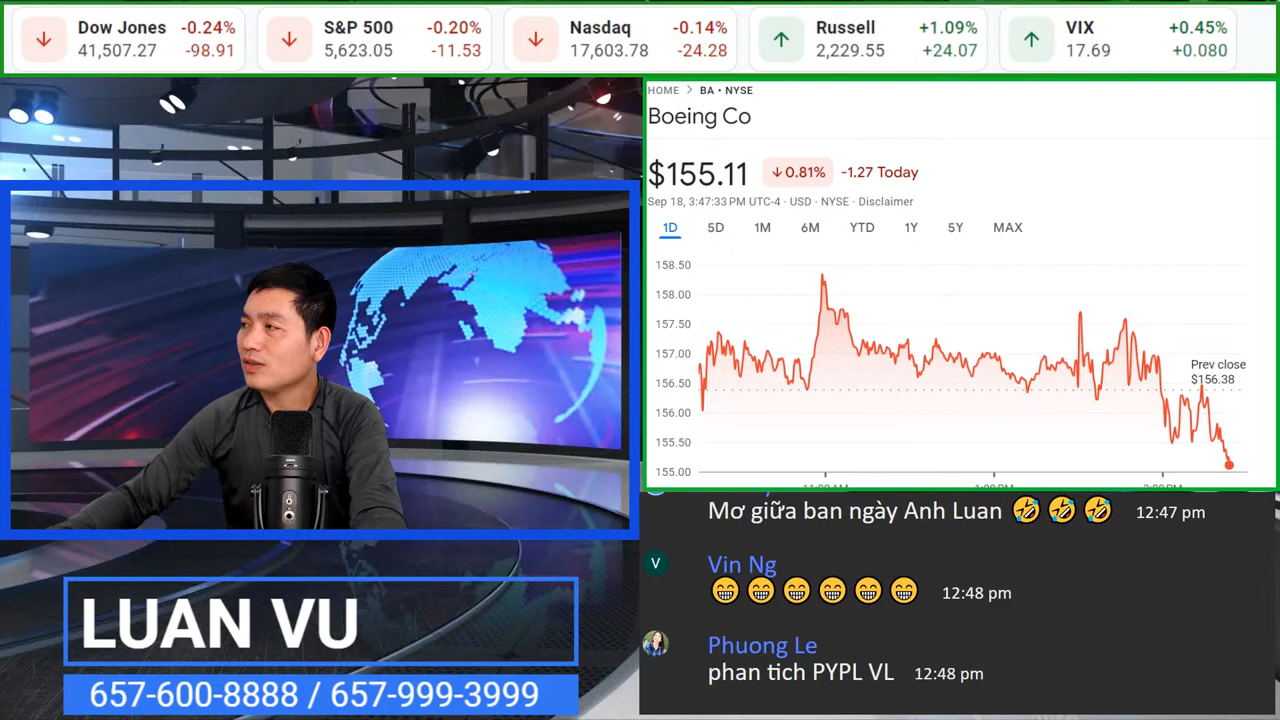 Dow Jones -0.24%
41,507.27 -98.91
S&P 500 -0.20%
5,623.05 -11.53
Nasdaq -0.14%
17,603.78 -24.28
Russell +1.09%
2,229.55 +24.07
VIX +0.45%
17.69 +0.080
HOME > BA • NYSE
Boeing Co
$155.11 ↓0.81% -1.27 Today
Sep 18, 3:47:33 PM UTC-4 · USD · NYSE · Disclaimer
1D 5D 1M 6M YTD 1Y 5Y MAX
158.50
158.00
157.50
157.00
156.50
156.00
155.50
155.00
Prev close
$156.38
Mơ giữa ban ngày Anh Luan 🤣🤣🤣 12:47 pm
V
Vin Ng
😁😁😁😁😁😁 12:48 pm
Phuong Le
phan tich PYPL VL 12:48 pm
LUAN VU
657-600-8888 / 657-999-3999